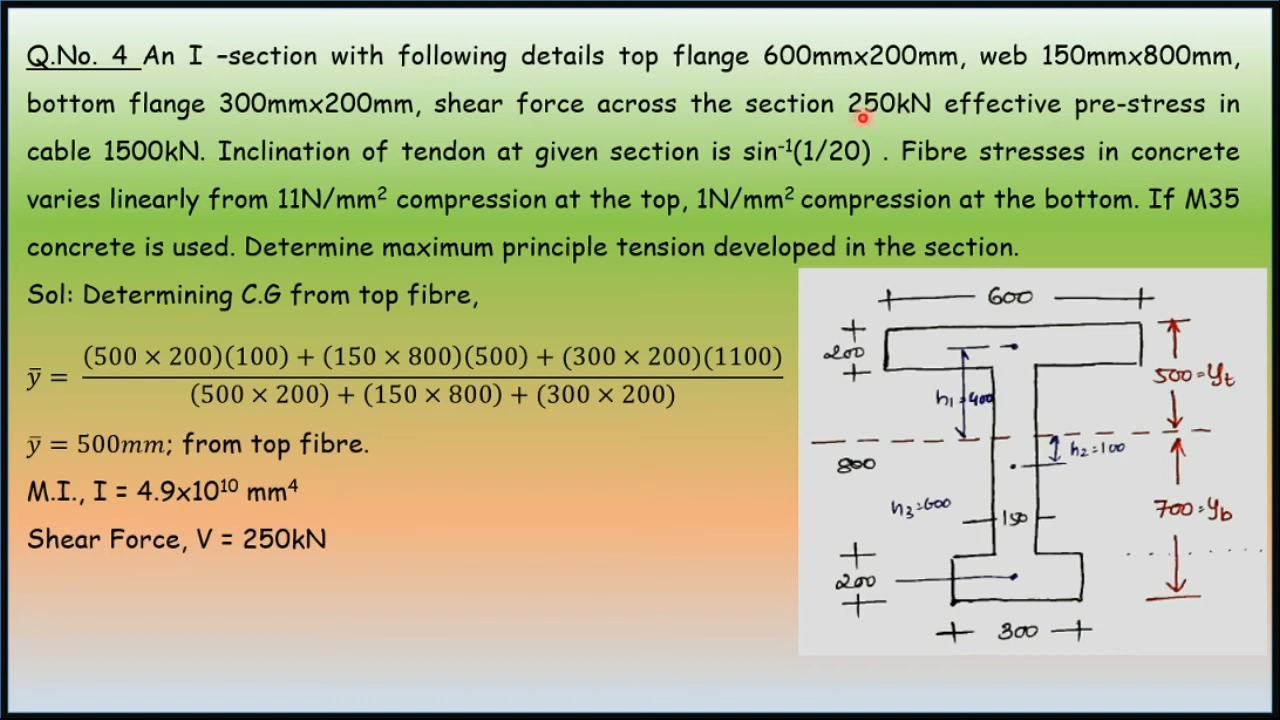 Q.No. 4 An I –section with following details top flange 600mmx200mm, web 150mmx800mm,
bottom flange 300mmx200mm, shear force across the section 250kN effective pre-stress in
cable 1500kN. Inclination of tendon at given section is sin⁻¹(1/20) . Fibre stresses in concrete
varies linearly from 11N/mm² compression at the top, 1N/mm² compression at the bottom. If M35
concrete is used. Determine maximum principle tension developed in the section.
Sol: Determining C.G from top fibre,
ȳ = (500 × 200)(100) + (150 × 800)(500) + (300 × 200)(1100)
(500 × 200) + (150 × 800) + (300 × 200)
ȳ = 500mm; from top fibre.
M.I., I = 4.9x10¹⁰ mm⁴
Shear Force, V = 250kN
600
200
500 = yt
h₁ = 400
h₂ = 100
800
h₃ = 600
150
700 = yb
200
300